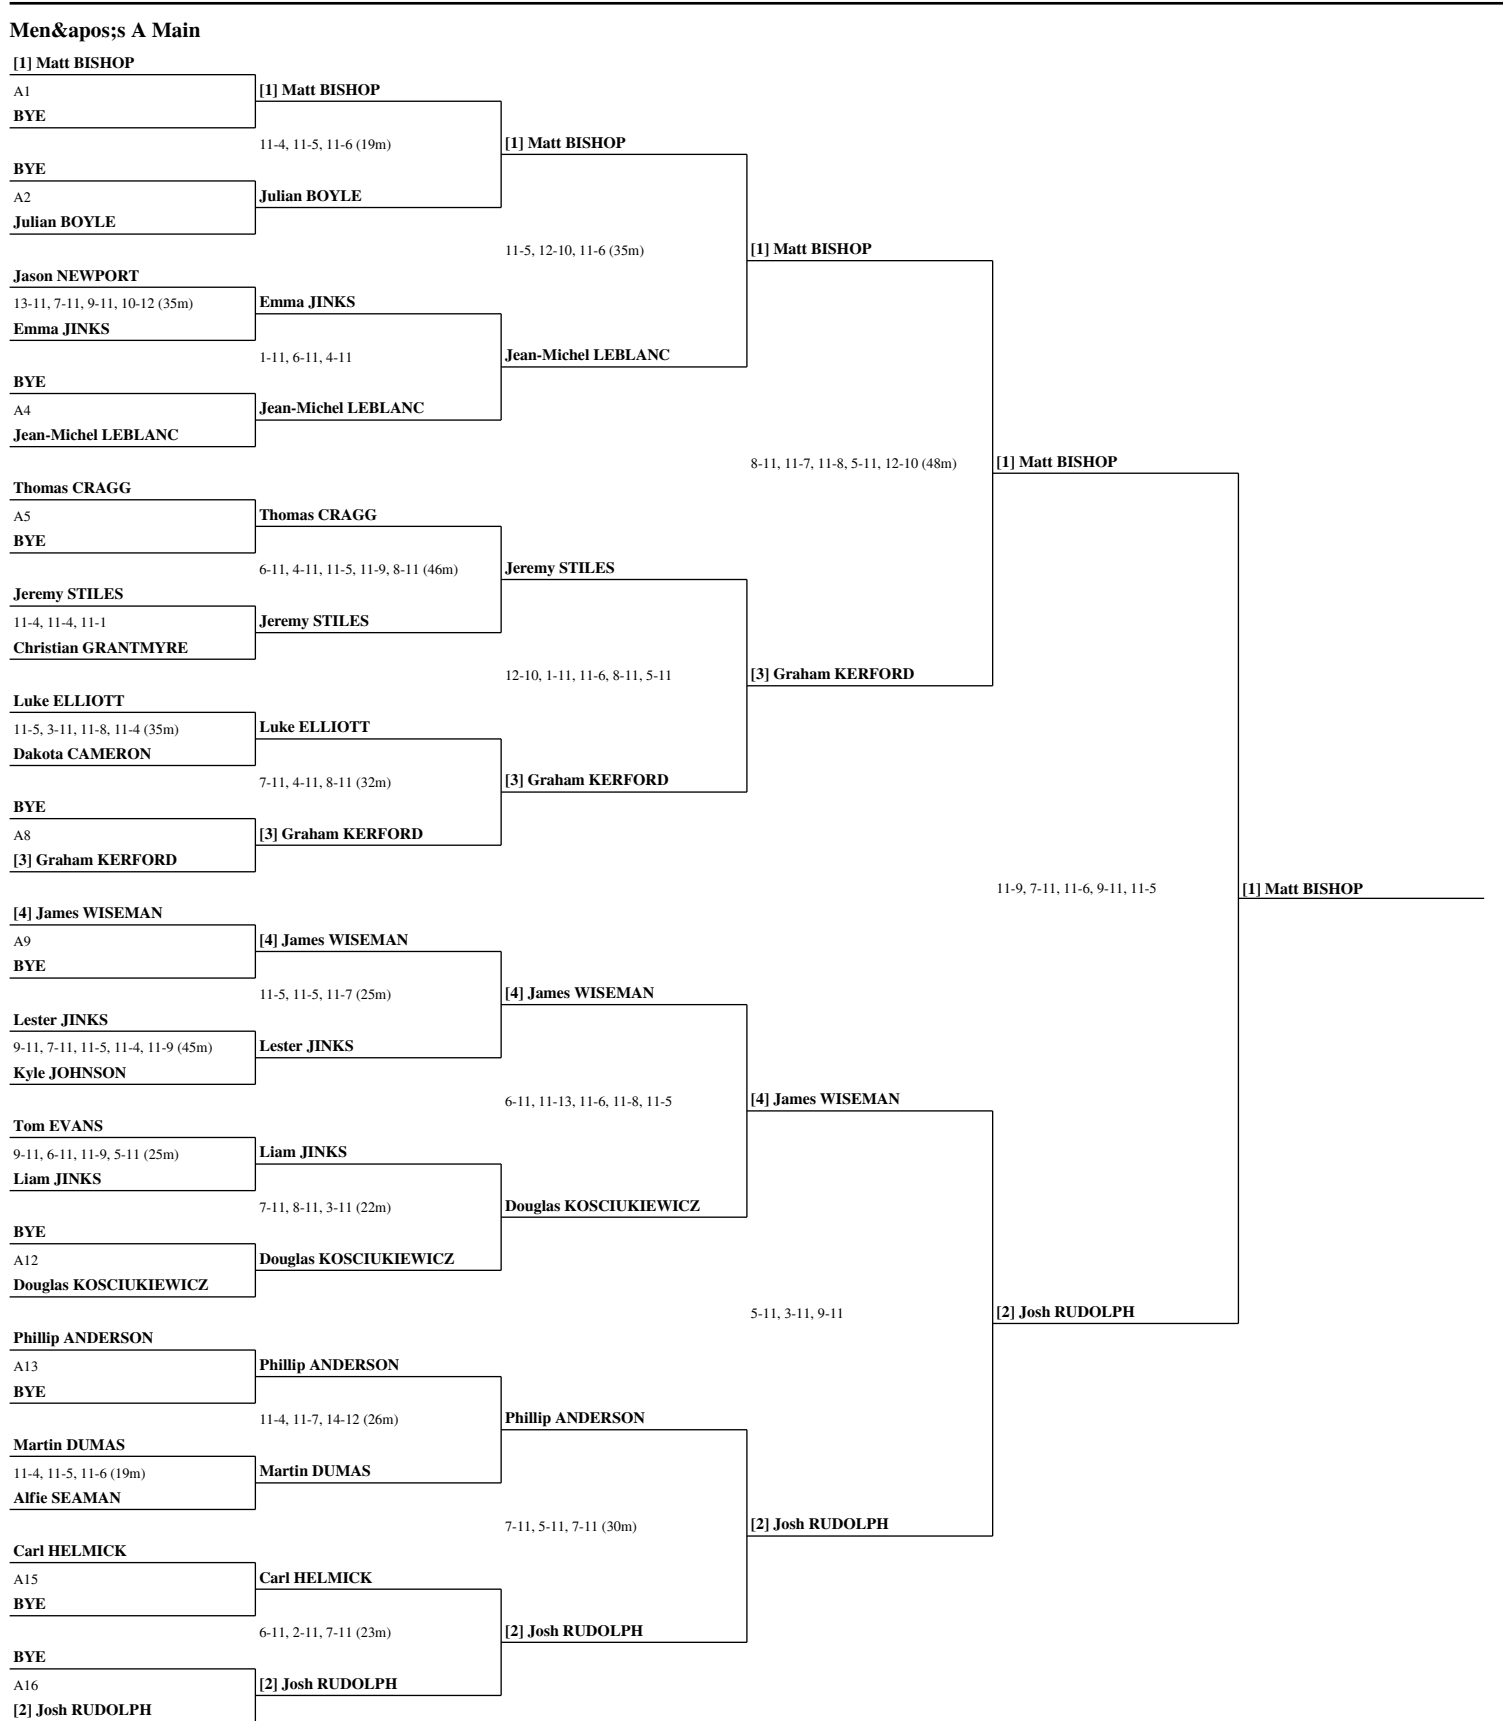 Men&apos;s A Main
[1] Matt BISHOP
A1
[1] Matt BISHOP
BYE
11-4, 11-5, 11-6 (19m)
[1] Matt BISHOP
BYE
A2
Julian BOYLE
Julian BOYLE
11-5, 12-10, 11-6 (35m)
[1] Matt BISHOP
Jason NEWPORT
13-11, 7-11, 9-11, 10-12 (35m)
Emma JINKS
Emma JINKS
1-11, 6-11, 4-11
Jean-Michel LEBLANC
BYE
A4
Jean-Michel LEBLANC
Jean-Michel LEBLANC
8-11, 11-7, 11-8, 5-11, 12-10 (48m)
[1] Matt BISHOP
Thomas CRAGG
A5
Thomas CRAGG
BYE
6-11, 4-11, 11-5, 11-9, 8-11 (46m)
Jeremy STILES
Jeremy STILES
11-4, 11-4, 11-1
Jeremy STILES
Christian GRANTMYRE
12-10, 1-11, 11-6, 8-11, 5-11
[3] Graham KERFORD
Luke ELLIOTT
11-5, 3-11, 11-8, 11-4 (35m)
Luke ELLIOTT
Dakota CAMERON
7-11, 4-11, 8-11 (32m)
[3] Graham KERFORD
BYE
A8
[3] Graham KERFORD
[3] Graham KERFORD
11-9, 7-11, 11-6, 9-11, 11-5
[1] Matt BISHOP
[4] James WISEMAN
A9
[4] James WISEMAN
BYE
11-5, 11-5, 11-7 (25m)
[4] James WISEMAN
Lester JINKS
9-11, 7-11, 11-5, 11-4, 11-9 (45m)
Lester JINKS
Kyle JOHNSON
6-11, 11-13, 11-6, 11-8, 11-5
[4] James WISEMAN
Tom EVANS
9-11, 6-11, 11-9, 5-11 (25m)
Liam JINKS
Liam JINKS
7-11, 8-11, 3-11 (22m)
Douglas KOSCIUKIEWICZ
BYE
A12
Douglas KOSCIUKIEWICZ
Douglas KOSCIUKIEWICZ
5-11, 3-11, 9-11
[2] Josh RUDOLPH
Phillip ANDERSON
A13
Phillip ANDERSON
BYE
11-4, 11-7, 14-12 (26m)
Phillip ANDERSON
Martin DUMAS
11-4, 11-5, 11-6 (19m)
Martin DUMAS
Alfie SEAMAN
7-11, 5-11, 7-11 (30m)
[2] Josh RUDOLPH
Carl HELMICK
A15
Carl HELMICK
BYE
6-11, 2-11, 7-11 (23m)
[2] Josh RUDOLPH
BYE
A16
[2] Josh RUDOLPH
[2] Josh RUDOLPH